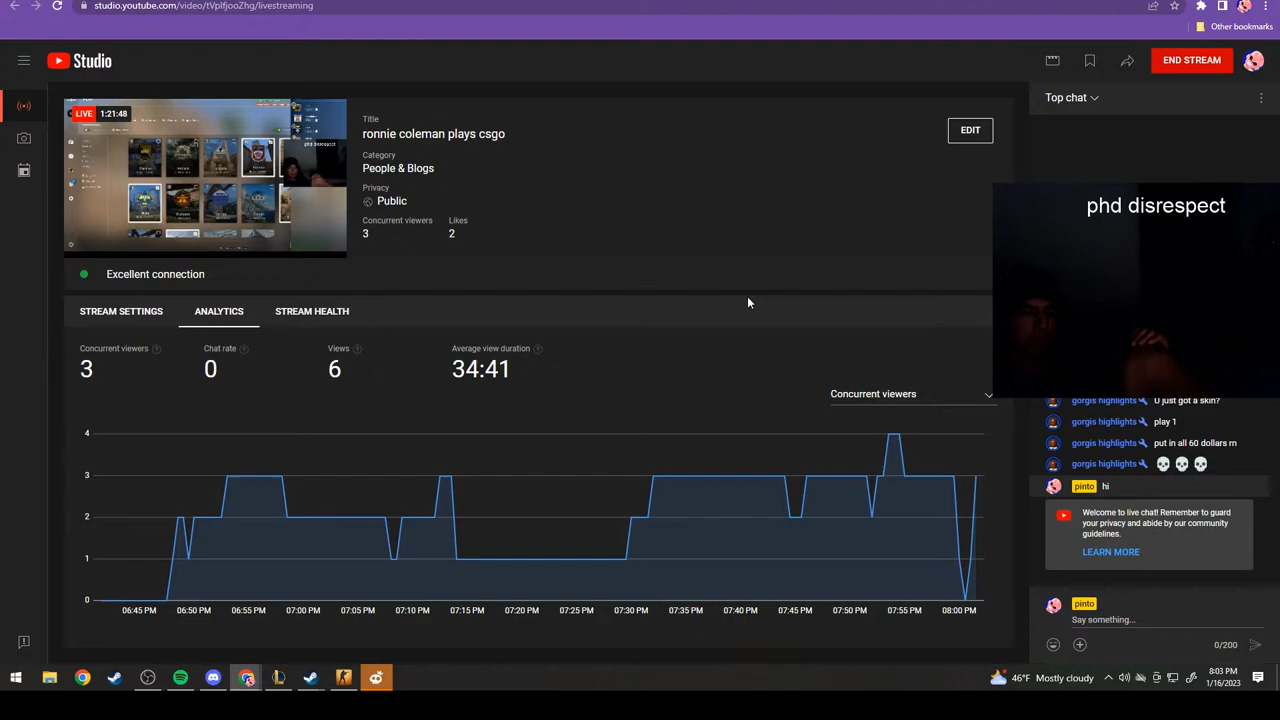 studio.youtube.com/video/tVpIfjooZhg/livestreaming
Other bookmarks
Studio
END STREAM
LIVE 1:21:48
phd disrespect
Title
ronnie coleman plays csgo
Category
People & Blogs
Privacy
Public
Concurrent viewers Likes
3 2
EDIT
Top chat
phd disrespect
Excellent connection
STREAM SETTINGS ANALYTICS STREAM HEALTH
Concurrent viewers Chat rate Views Average view duration
3 0 6 34:41
Concurrent viewers
4
3
2
1
0
06:45 PM 06:50 PM 06:55 PM 07:00 PM 07:05 PM 07:10 PM 07:15 PM 07:20 PM 07:25 PM 07:30 PM 07:35 PM 07:40 PM 07:45 PM 07:50 PM 07:55 PM 08:00 PM
gorgis highlights U just got a skin?
gorgis highlights play 1
gorgis highlights put in all 60 dollars rn
gorgis highlights 💀 💀 💀
pinto hi
Welcome to live chat! Remember to guard
your privacy and abide by our community
guidelines.
LEARN MORE
pinto
Say something...
0/200
46°F Mostly cloudy
8:03 PM
1/16/2023